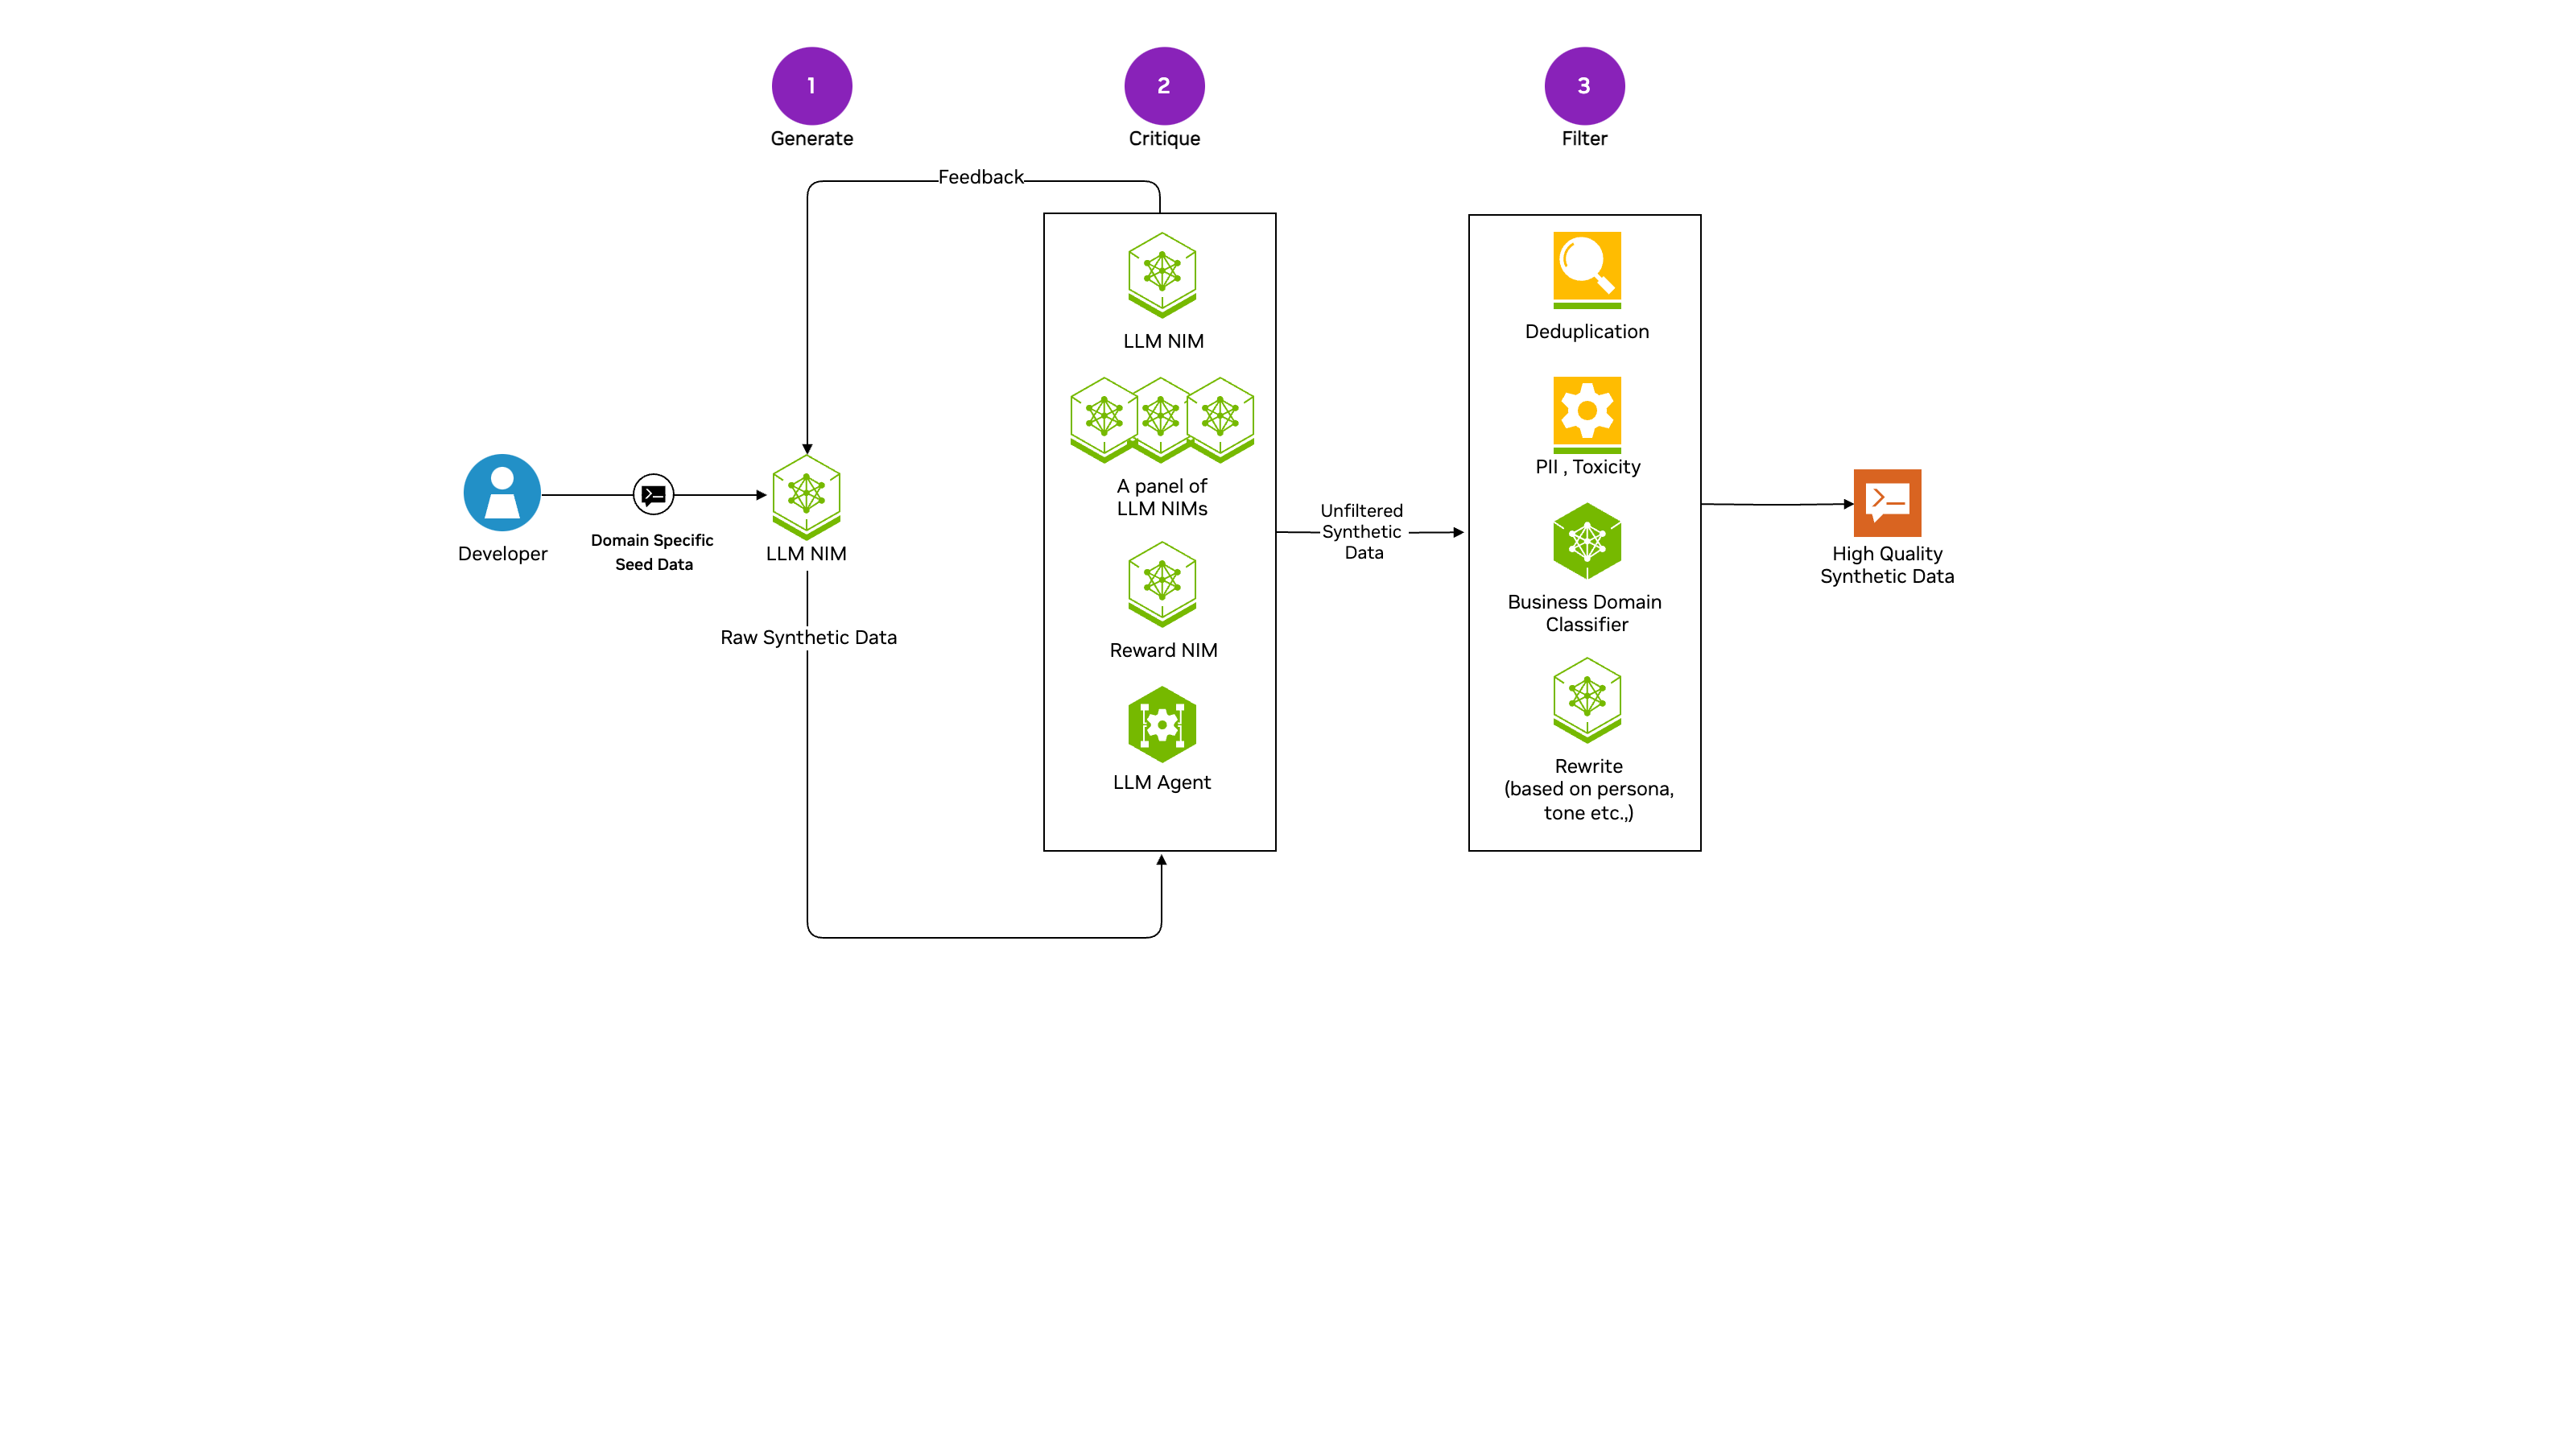 1
Generate
2
Critique
3
Filter
Feedback
Developer
Domain Specific
Seed Data
LLM NIM
Raw Synthetic Data
LLM NIM
A panel of
LLM NIMs
Reward NIM
LLM Agent
Unfiltered
Synthetic
Data
Deduplication
PII , Toxicity
Business Domain
Classifier
Rewrite
(based on persona,
tone etc.,)
High Quality
Synthetic Data